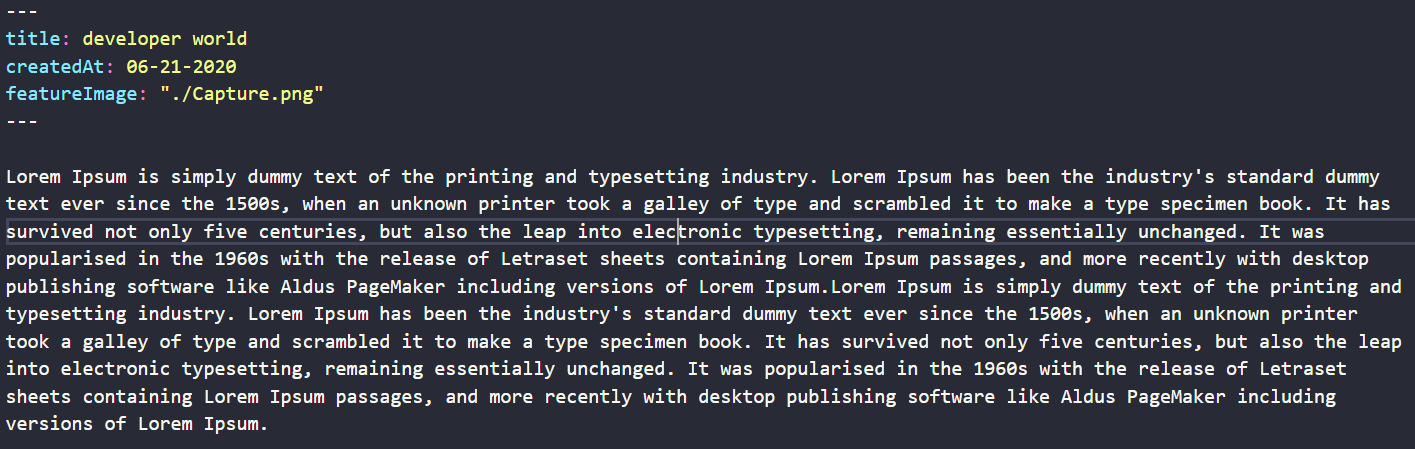 ---
title: developer world
createdAt: 06-21-2020
featureImage: "./Capture.png"
---
Lorem Ipsum is simply dummy text of the printing and typesetting industry. Lorem Ipsum has been the industry's standard dummy
text ever since the 1500s, when an unknown printer took a galley of type and scrambled it to make a type specimen book. It has
survived not only five centuries, but also the leap into electronic typesetting, remaining essentially unchanged. It was
popularised in the 1960s with the release of Letraset sheets containing Lorem Ipsum passages, and more recently with desktop
publishing software like Aldus PageMaker including versions of Lorem Ipsum.Lorem Ipsum is simply dummy text of the printing and
typesetting industry. Lorem Ipsum has been the industry's standard dummy text ever since the 1500s, when an unknown printer
took a galley of type and scrambled it to make a type specimen book. It has survived not only five centuries, but also the leap
into electronic typesetting, remaining essentially unchanged. It was popularised in the 1960s with the release of Letraset
sheets containing Lorem Ipsum passages, and more recently with desktop publishing software like Aldus PageMaker including
versions of Lorem Ipsum.